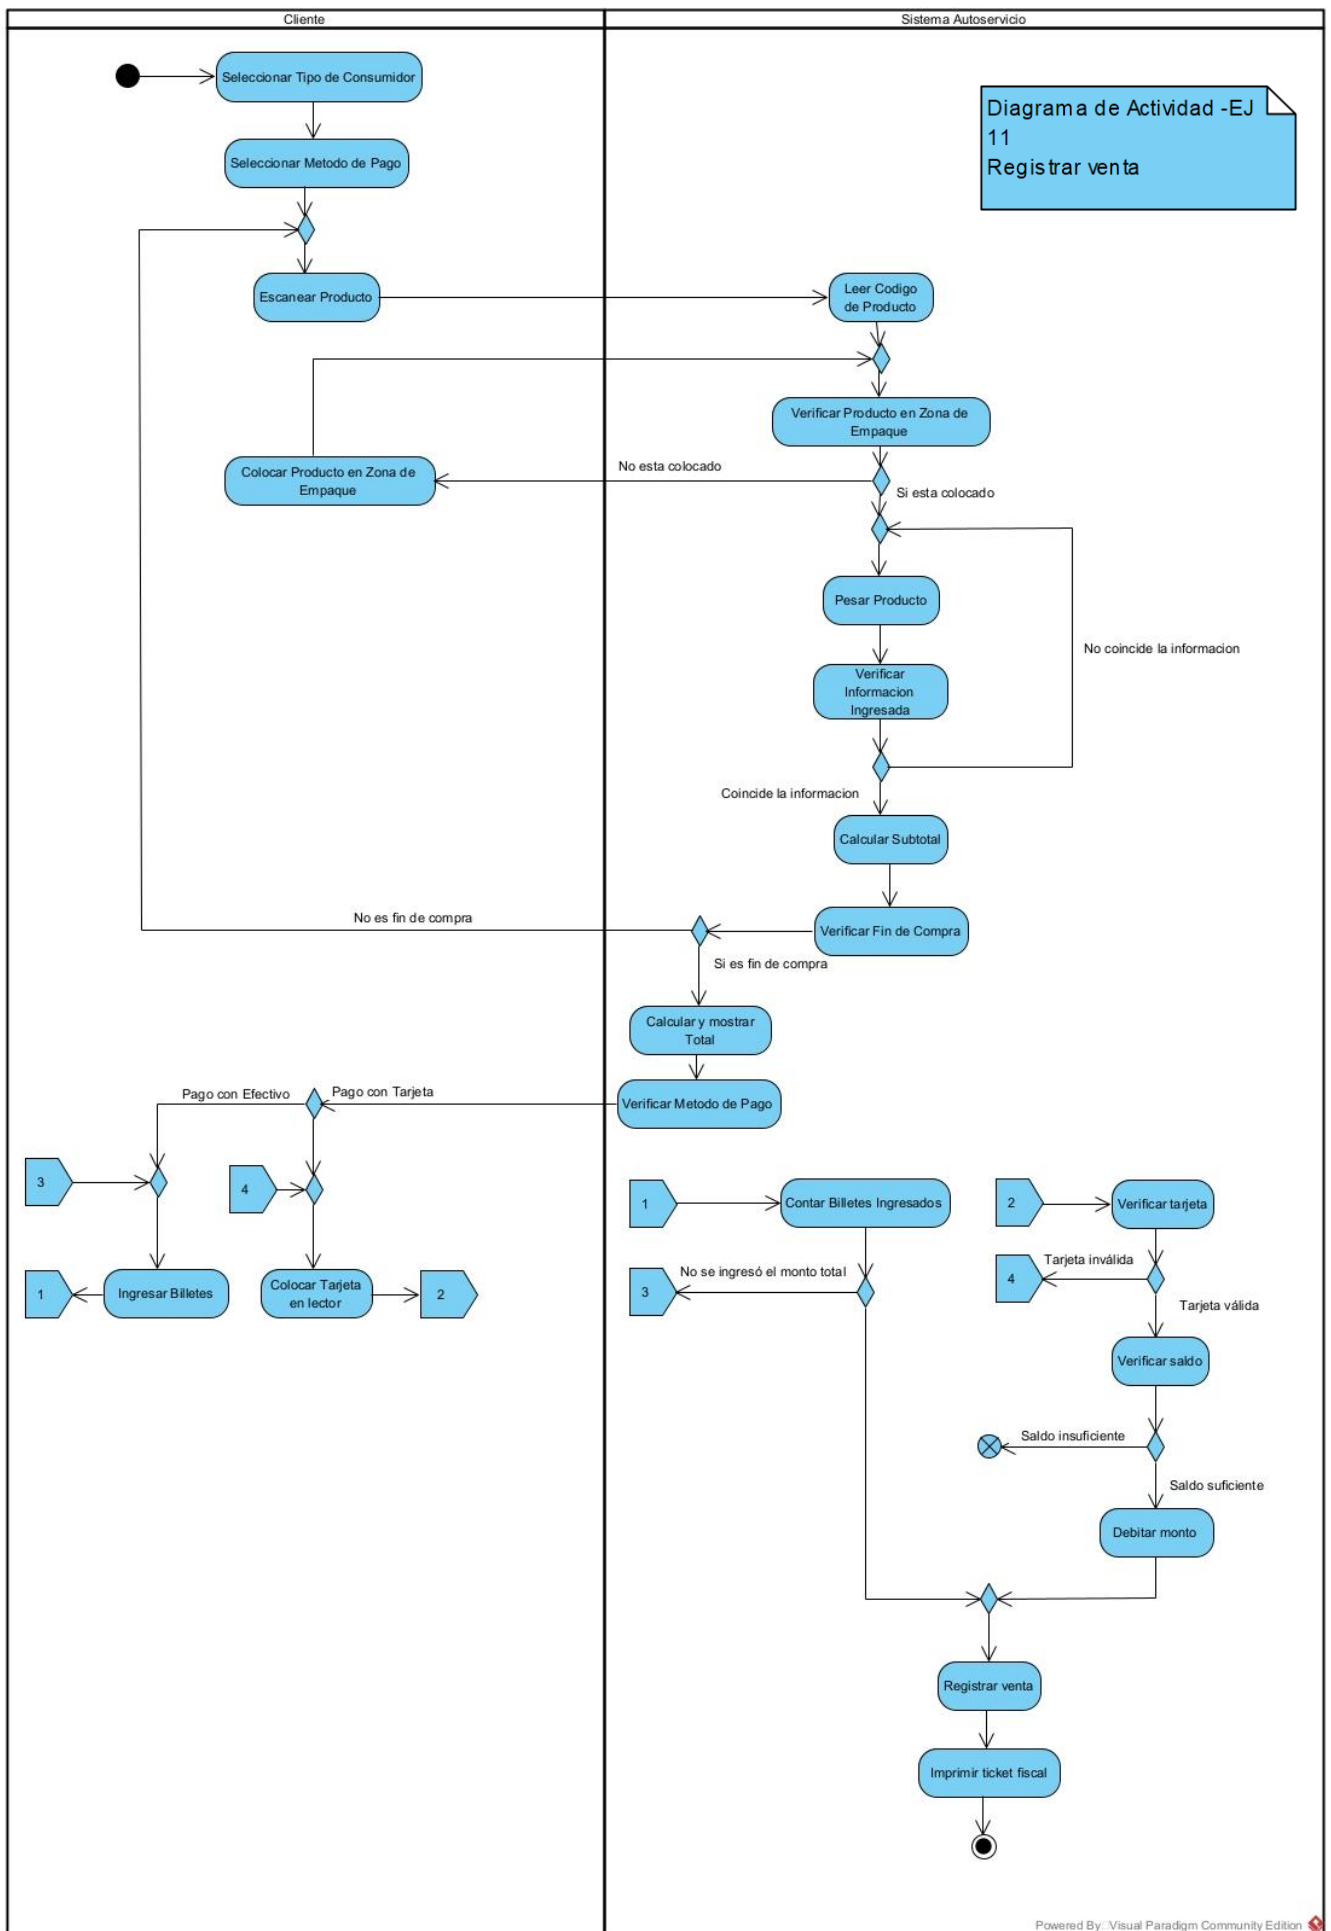 Cliente
Sistema Autoservicio
Seleccionar Tipo de Consumidor
Diagrama de Actividad -EJ
11
Registrar venta
Seleccionar Metodo de Pago
Escanear Producto
Leer Codigo
de Producto
Verificar Producto en Zona de
Empaque
No esta colocado
Colocar Producto en Zona de
Empaque
Si esta colocado
Pesar Producto
No coincide la informacion
Verificar
Informacion
Ingresada
Coincide la informacion
Calcular Subtotal
No es fin de compra
Verificar Fin de Compra
Si es fin de compra
Calcular y mostrar
Total
Pago con Efectivo
Pago con Tarjeta
Verificar Metodo de Pago
3
4
1
Contar Billetes Ingresados
2
Verificar tarjeta
No se ingresó el monto total
Tarjeta inválida
1
Ingresar Billetes
Colocar Tarjeta
en lector
2
3
4
Tarjeta válida
Verificar saldo
Saldo insuficiente
Saldo suficiente
Debitar monto
Registrar venta
Imprimir ticket fiscal
Powered By Visual Paradigm Community Edition